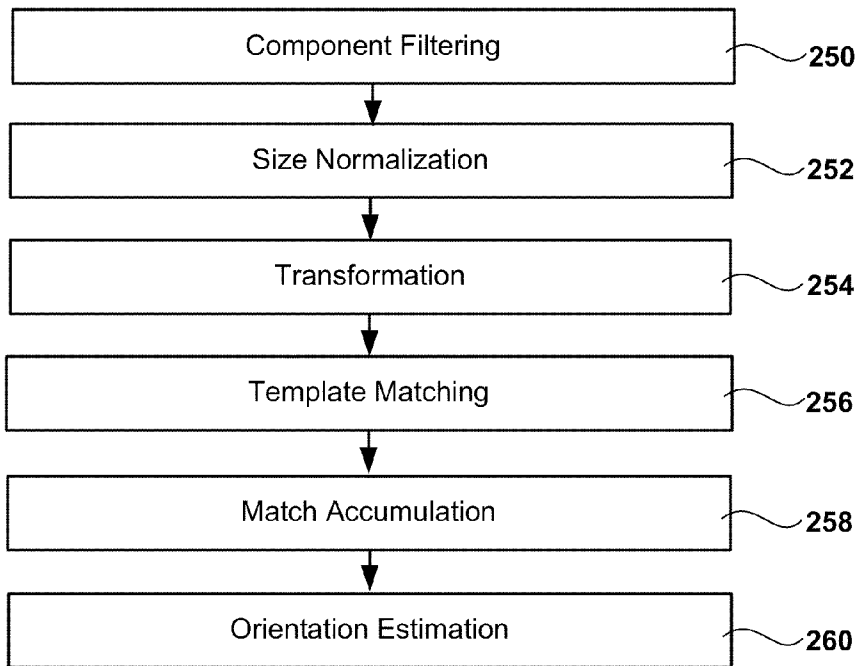 Component Filtering
250
Size Normalization
252
Transformation
254
Template Matching
256
Match Accumulation
258
Orientation Estimation
260